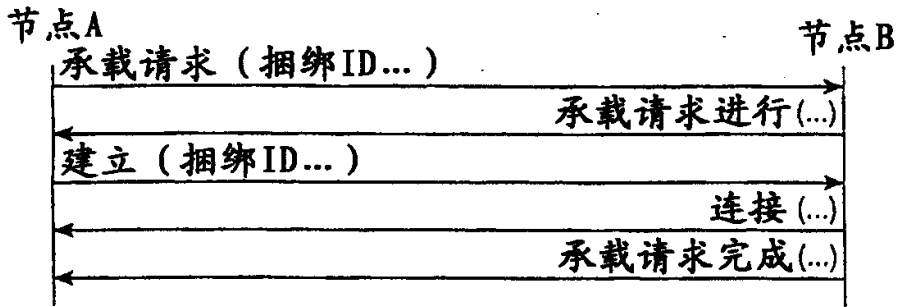 节点A
节点B
承载请求（捆绑ID...）
承载请求进行(...)
建立（捆绑ID...）
连接(...)
承载请求完成(...)